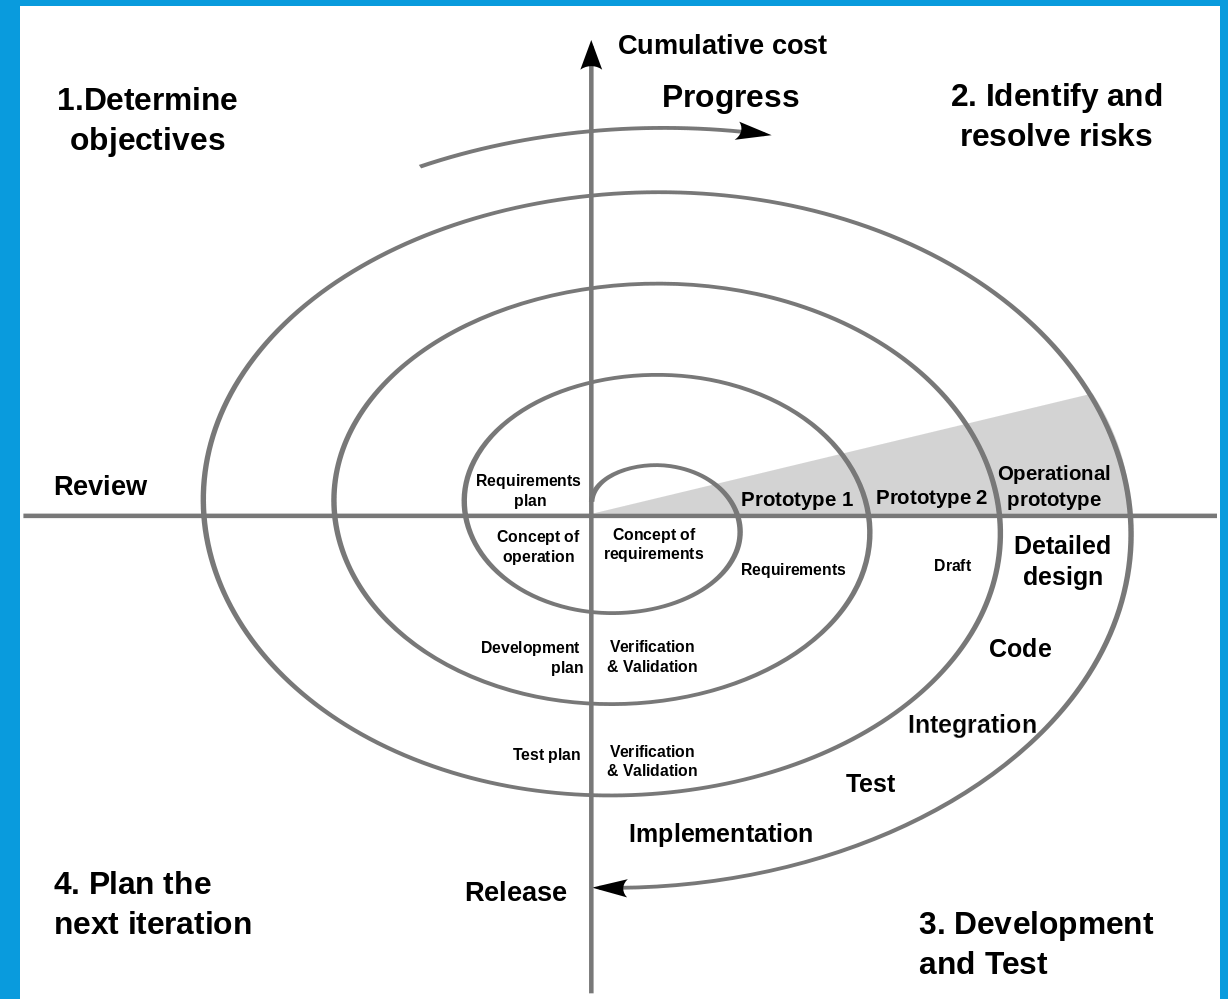 Cumulative cost
Progress
1.Determine
objectives
2. Identify and
resolve risks
Review
Requirements
plan
Prototype 1
Prototype 2
Operational
prototype
Concept of
operation
Concept of
requirements
Requirements
Draft
Detailed
design
Development
plan
Verification
& Validation
Code
Integration
Test plan
Verification
& Validation
Test
Implementation
Release
4. Plan the
next iteration
3. Development
and Test